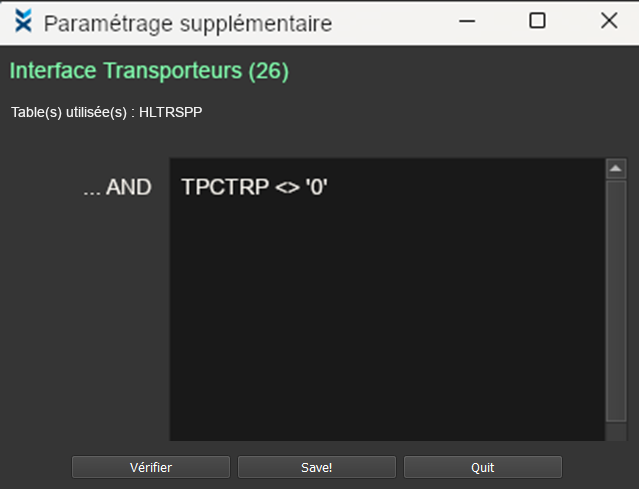 Paramétrage supplémentaire
Interface Transporteurs (26)
Table(s) utilisée(s) : HLTRSPP
... AND
TPCTRP <> '0'
Vérifier
Save!
Quit